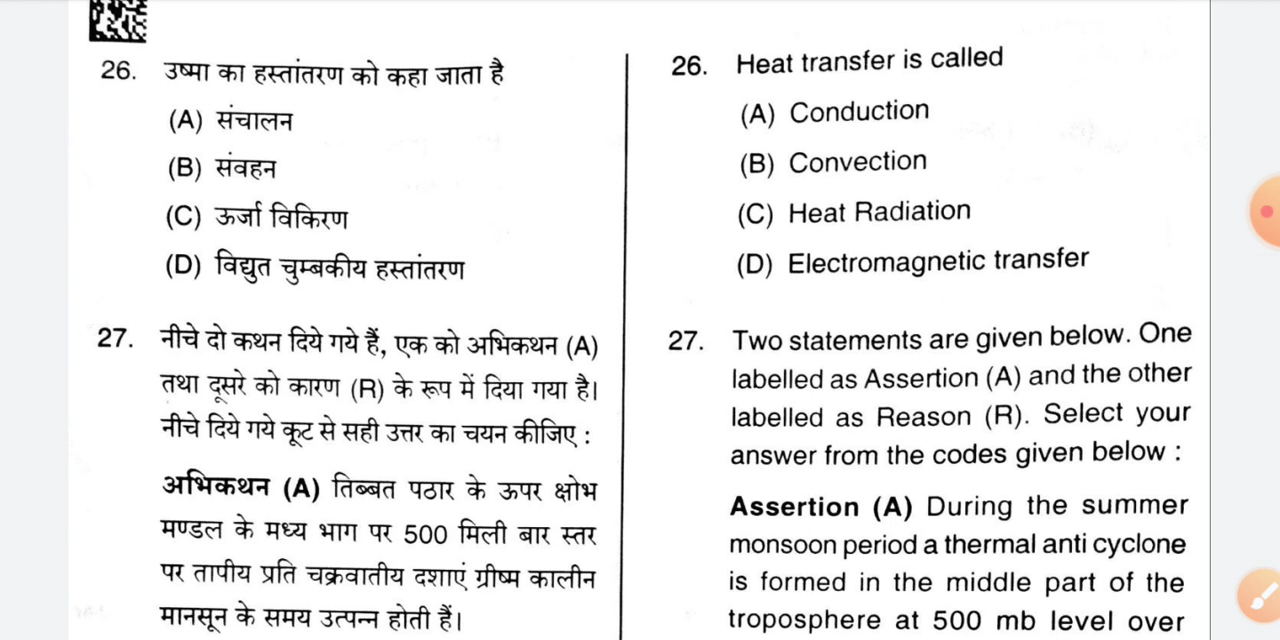 26. उष्मा का हस्तांतरण को कहा जाता है
(A) संचालन
(B) संवहन
(C) ऊर्जा विकिरण
(D) विद्युत चुम्बकीय हस्तांतरण
27. नीचे दो कथन दिये गये हैं, एक को अभिकथन (A)
तथा दूसरे को कारण (R) के रूप में दिया गया है।
नीचे दिये गये कूट से सही उत्तर का चयन कीजिए :
अभिकथन (A) तिब्बत पठार के ऊपर क्षोभ
मण्डल के मध्य भाग पर 500 मिली बार स्तर
पर तापीय प्रति चक्रवातीय दशाएं ग्रीष्म कालीन
मानसून के समय उत्पन्न होती हैं।
26. Heat transfer is called
(A) Conduction
(B) Convection
(C) Heat Radiation
(D) Electromagnetic transfer
27. Two statements are given below. One
labelled as Assertion (A) and the other
labelled as Reason (R). Select your
answer from the codes given below :
Assertion (A) During the summer
monsoon period a thermal anti cyclone
is formed in the middle part of the
troposphere at 500 mb level over